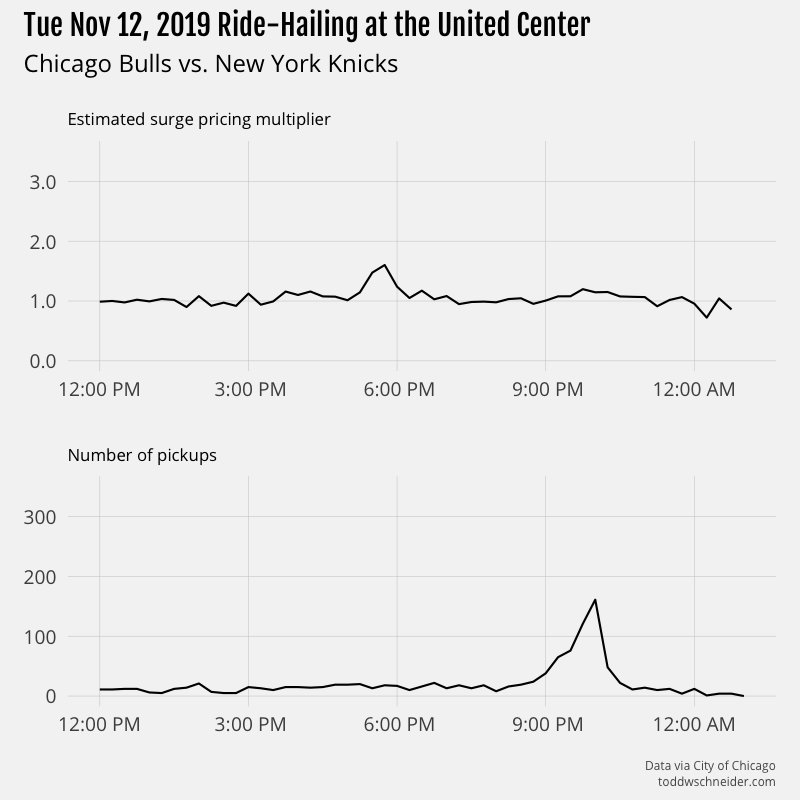 Tue Nov 12, 2019 Ride-Hailing at the United Center
Chicago Bulls vs. New York Knicks
Estimated surge pricing multiplier
3.0
2.0
1.0
0.0
12:00 PM 3:00 PM 6:00 PM 9:00 PM 12:00 AM
Number of pickups
300
200
100
0
12:00 PM 3:00 PM 6:00 PM 9:00 PM 12:00 AM
Data via City of Chicago
toddwschneider.com